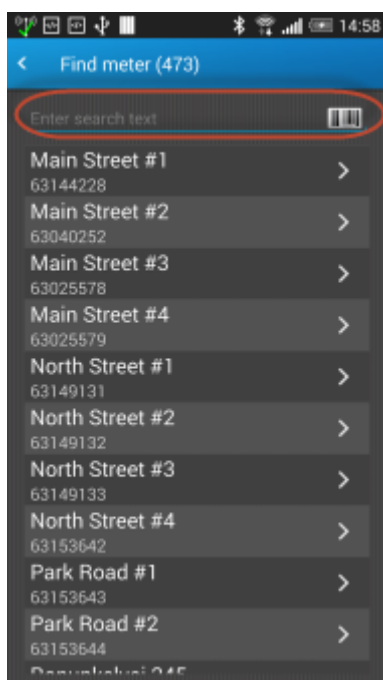 14:58
Find meter (473)
Enter search text
Main Street #1
63144228
Main Street #2
63040252
Main Street #3
63025578
Main Street #4
63025579
North Street #1
63149131
North Street #2
63149132
North Street #3
63149133
North Street #4
63153642
Park Road #1
63153643
Park Road #2
63153644